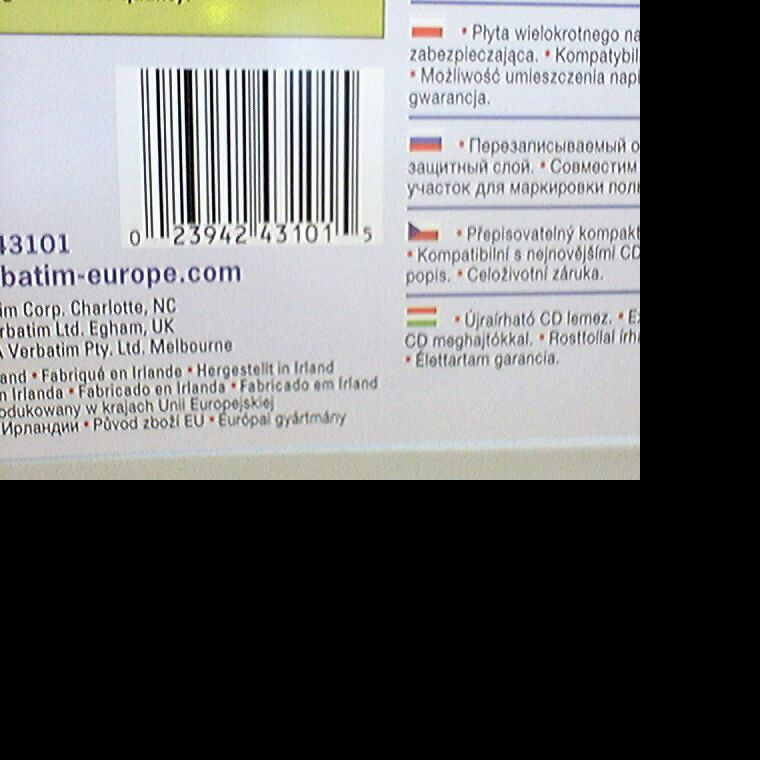 0 23942 43101 5
43101
batim-europe.com
im Corp. Charlotte, NC
rbatim Ltd. Egham, UK
A Verbatim Pty. Ltd. Melbourne
and • Fabriqué en Irlande • Hergestellt in Irland
n Irlanda • Fabricado en Irlanda • Fabricado em Irland
odukowany w krajach Unii Europejskiej
Ирландии • Původ zboží EU • Európai gyártmány
• Płyta wielokrotnego na
zabezpieczająca. • Kompatybil
• Możliwość umieszczenia napi
gwarancja.
• Перезаписываемый о
защитный слой. • Совместим
участок для маркировки пол
• Přepisovatelný kompakt
• Kompatibilní s nejnovějšími CD
popis. • Celoživotní záruka.
• Újraírható CD lemez. • E
CD meghajtókkal. • Rosttollal írh
• Élettartam garancia.